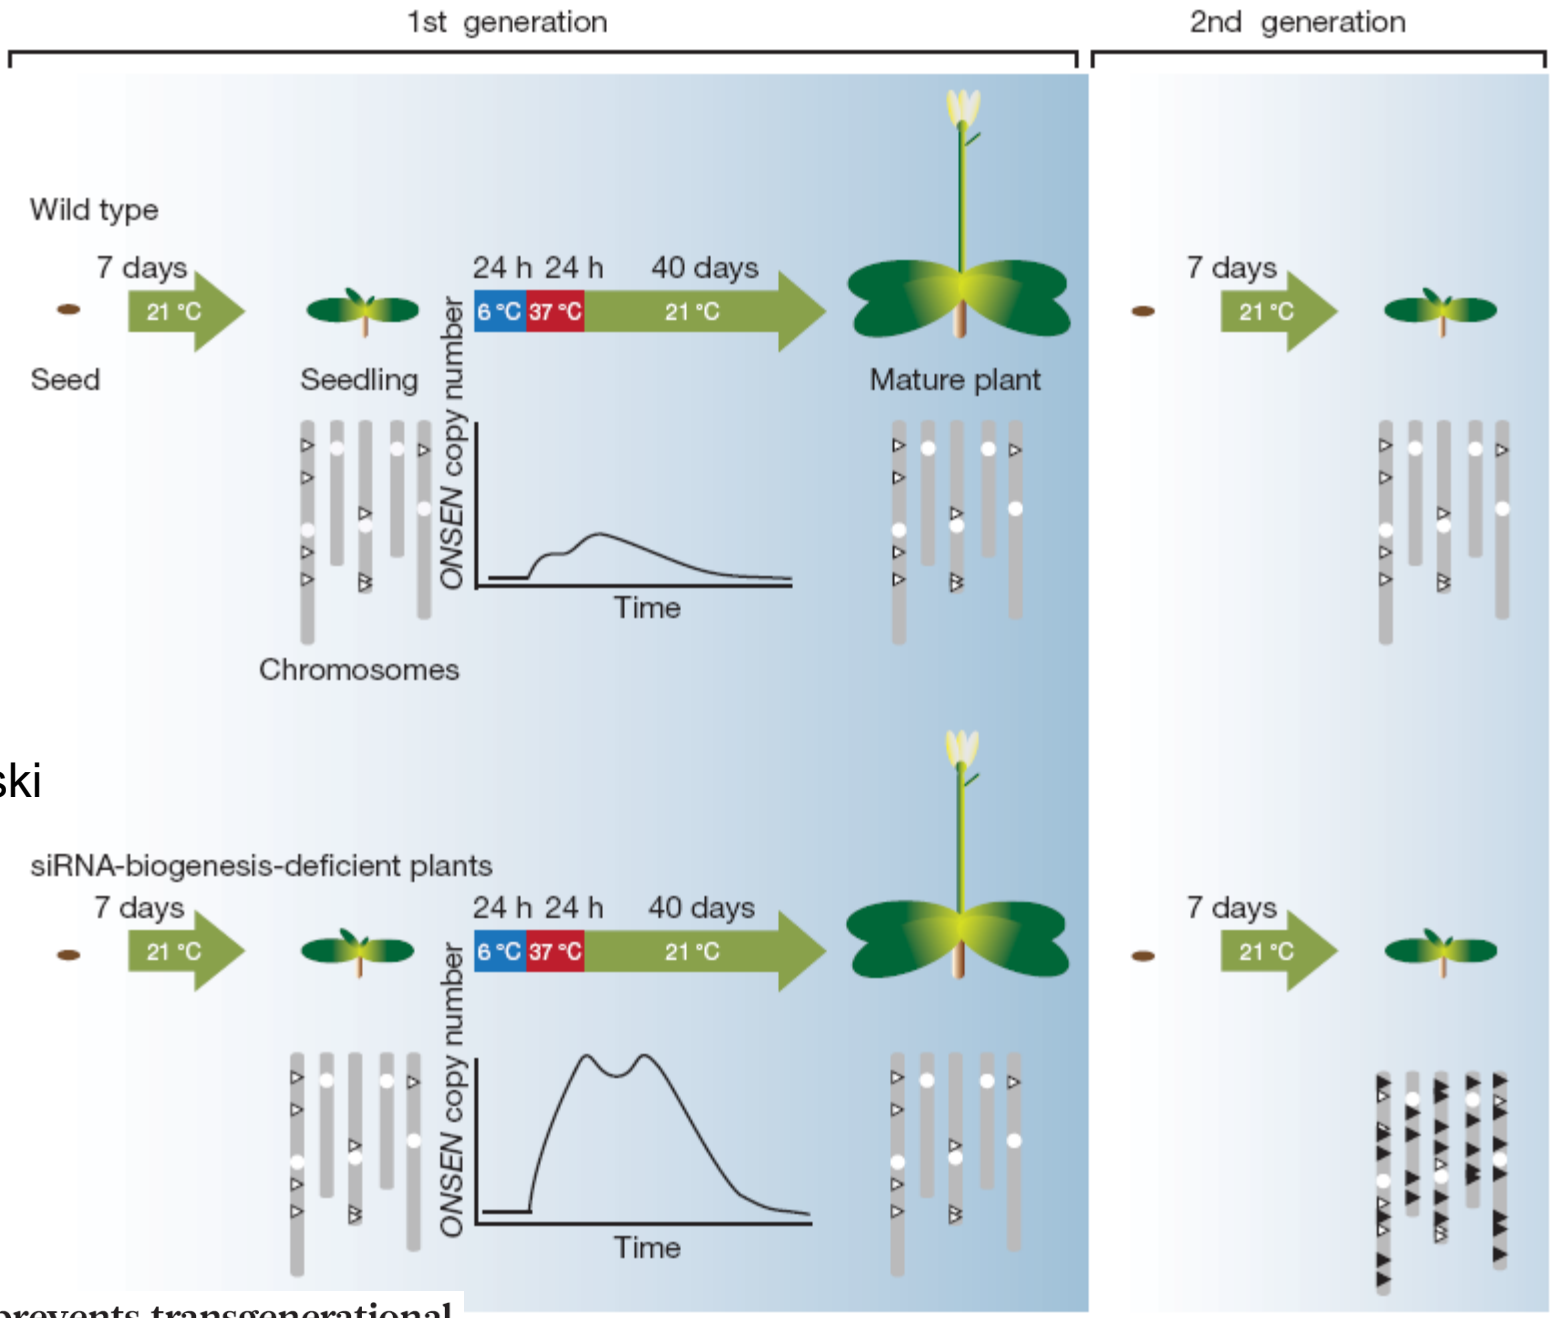 1st generation
2nd generation
Wild type
7 days
21 °C
24 h 24 h 40 days
6 °C 37 °C 21 °C
7 days
21 °C
Seed
Seedling
Mature plant
ONSEN copy number
Time
Chromosomes
ski
siRNA-biogenesis-deficient plants
7 days
21 °C
24 h 24 h 40 days
6 °C 37 °C 21 °C
7 days
21 °C
ONSEN copy number
Time
prevents transgenerational